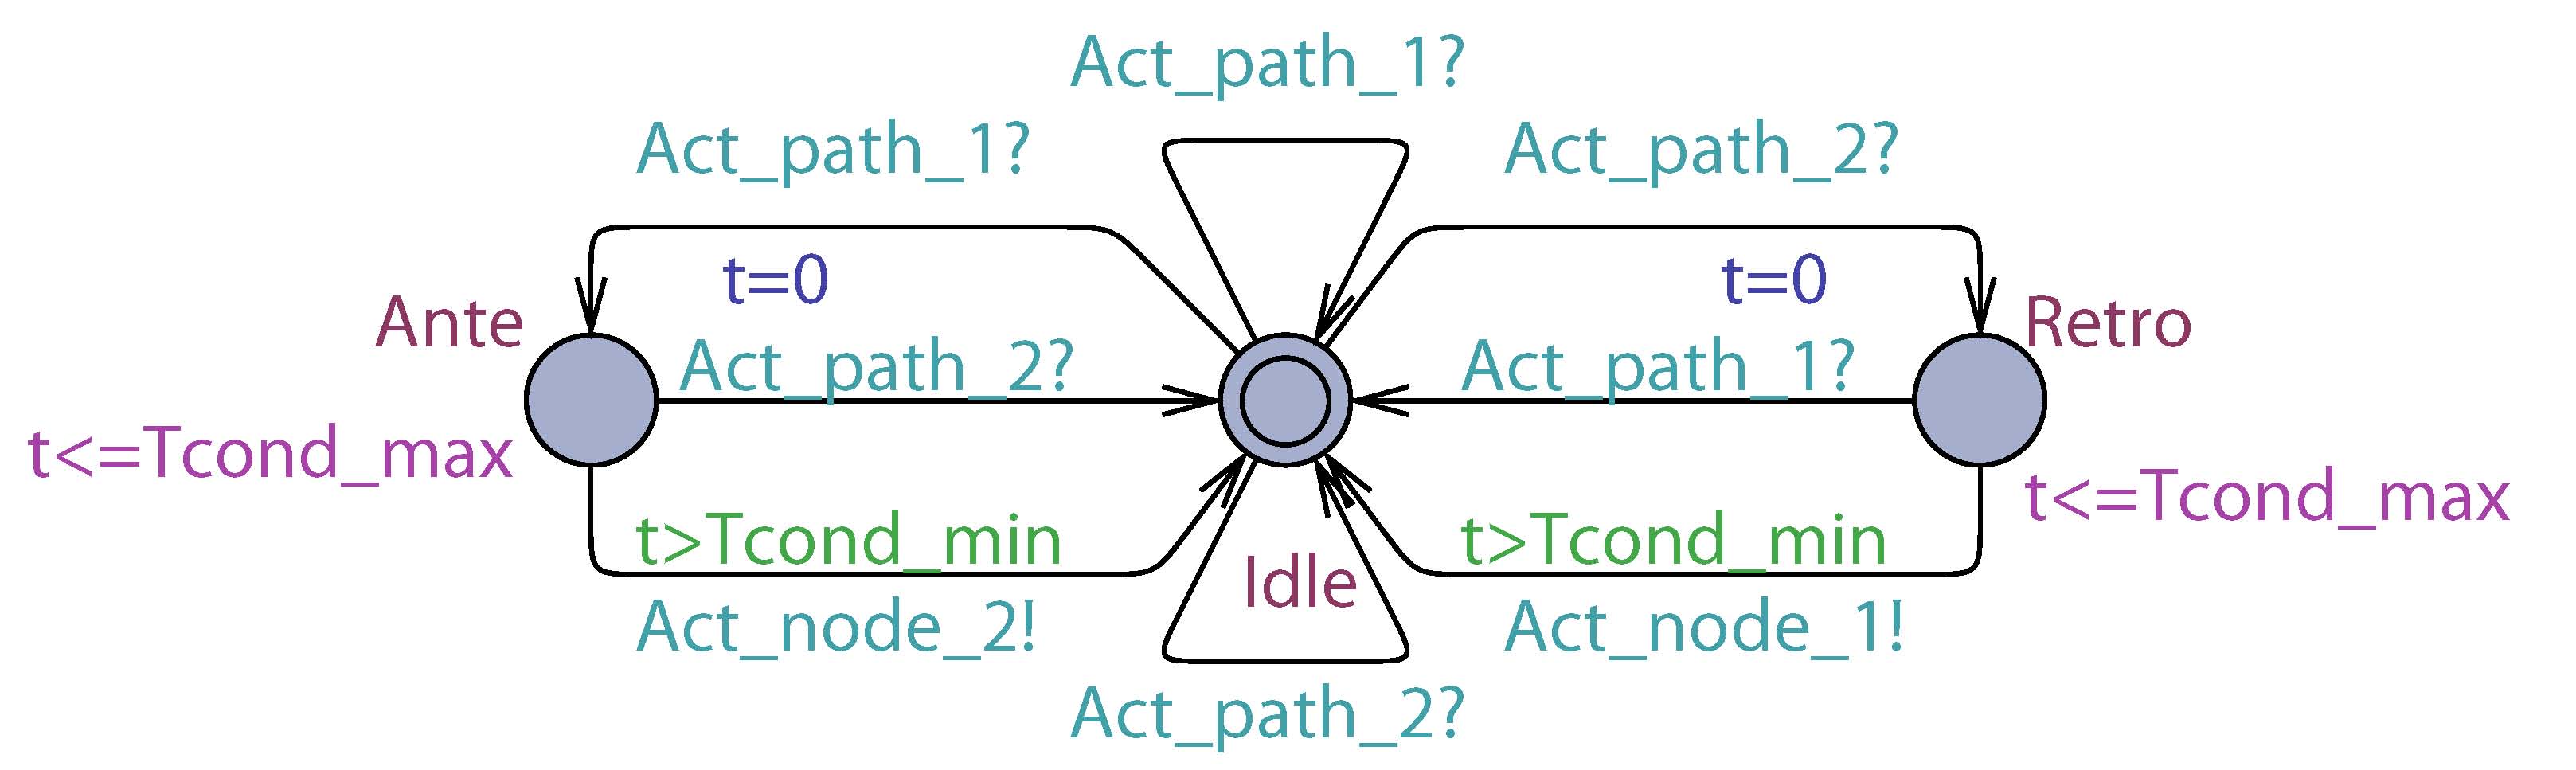 Act_path_1?
Act_path_1?
Act_path_2?
t=0
t=0
Ante
Retro
Act_path_2?
Act_path_1?
t<=Tcond_max
t<=Tcond_max
t>Tcond_min
t>Tcond_min
Idle
Act_node_2!
Act_node_1!
Act_path_2?